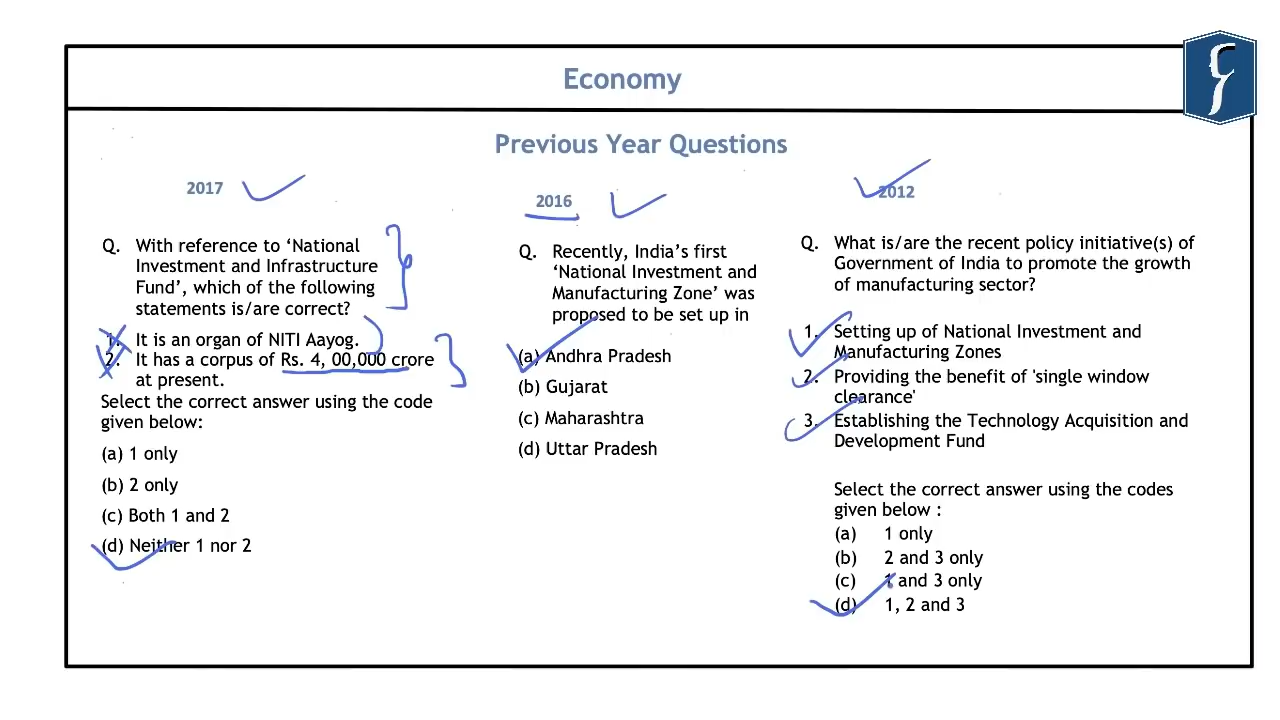 Economy
Previous Year Questions
2017
Q. With reference to ‘National
Investment and Infrastructure
Fund’, which of the following
statements is/are correct?
1. It is an organ of NITI Aayog.
2. It has a corpus of Rs. 4, 00,000 crore
at present.
Select the correct answer using the code
given below:
(a) 1 only
(b) 2 only
(c) Both 1 and 2
(d) Neither 1 nor 2
2016
Q. Recently, India’s first
‘National Investment and
Manufacturing Zone’ was
proposed to be set up in
(a) Andhra Pradesh
(b) Gujarat
(c) Maharashtra
(d) Uttar Pradesh
2012
Q. What is/are the recent policy initiative(s) of
Government of India to promote the growth
of manufacturing sector?
1. Setting up of National Investment and
Manufacturing Zones
2. Providing the benefit of 'single window
clearance'
3. Establishing the Technology Acquisition and
Development Fund
Select the correct answer using the codes
given below :
(a) 1 only
(b) 2 and 3 only
(c) 1 and 3 only
(d) 1, 2 and 3